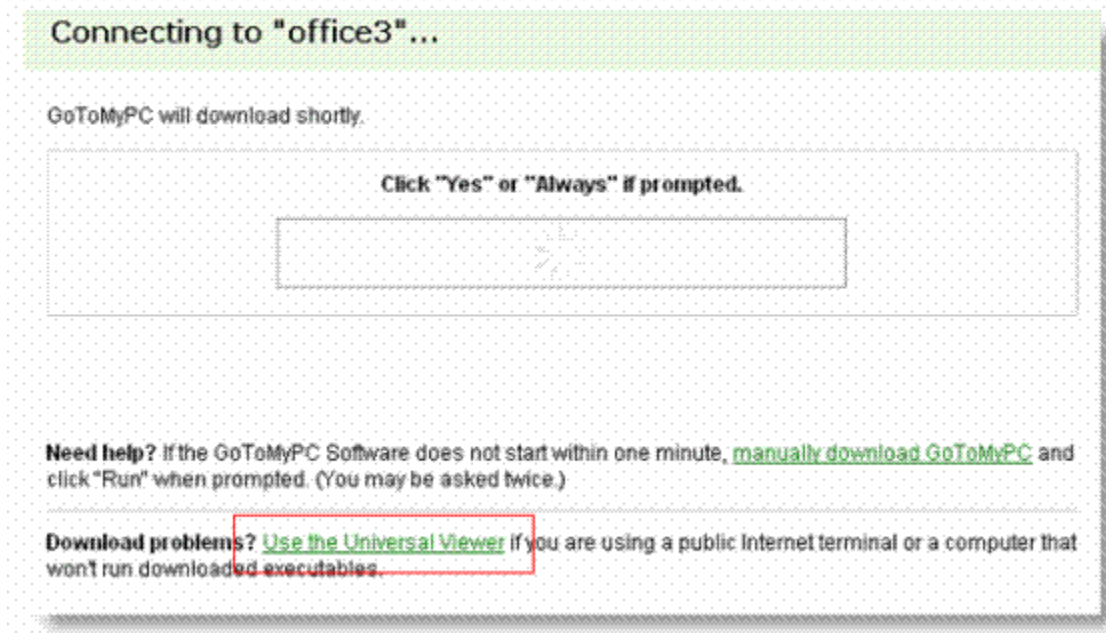 Connecting to "office3"...
GoToMyPC will download shortly.
Click "Yes" or "Always" if prompted.
Need help? If the GoToMyPC Software does not start within one minute, manually download GoToMyPC and
click "Run" when prompted. (You may be asked twice.)
Download problems? Use the Universal Viewer if you are using a public Internet terminal or a computer that
won't run downloaded executables.